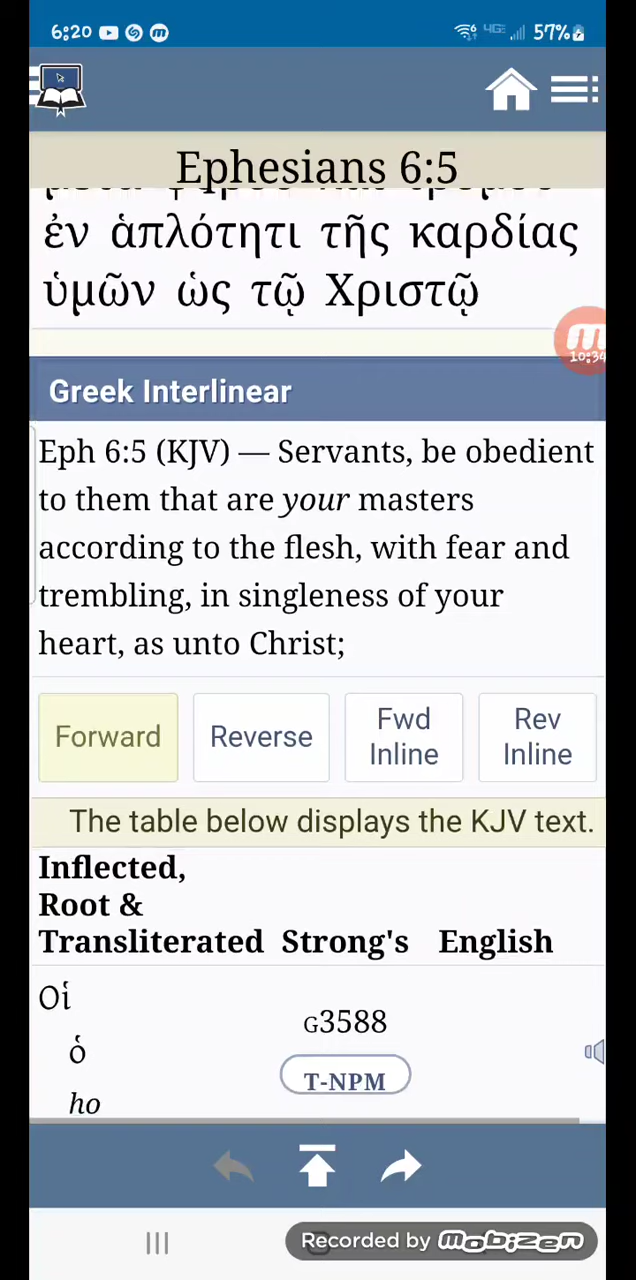 6:20
4GE
57%
Ephesians 6:5
ἐν ἁπλότητι τῆς καρδίας
ὑμῶν ὡς τῷ Χριστῷ
10:34
Greek Interlinear
Eph 6:5 (KJV) — Servants, be obedient
to them that are your masters
according to the flesh, with fear and
trembling, in singleness of your
heart, as unto Christ;
Forward
Reverse
Fwd
Inline
Rev
Inline
The table below displays the KJV text.
Inflected,
Root &
Transliterated Strong's English
Οἱ
G3588
ὁ
T-NPM
ho
Recorded by mobizen